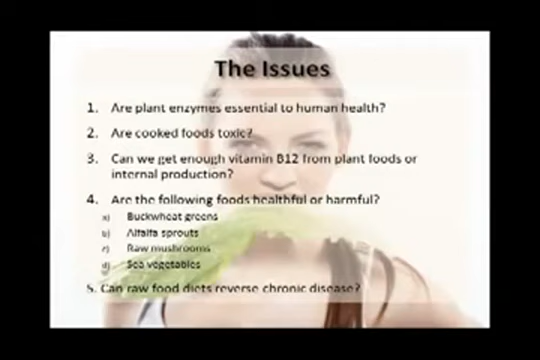 The Issues
1. Are plant enzymes essential to human health?
2. Are cooked foods toxic?
3. Can we get enough vitamin B12 from plant foods or
internal production?
4. Are the following foods healthful or harmful?
a) Buckwheat greens
b) Alfalfa sprouts
c) Raw mushrooms
d) Sea vegetables
5. Can raw food diets reverse chronic disease?